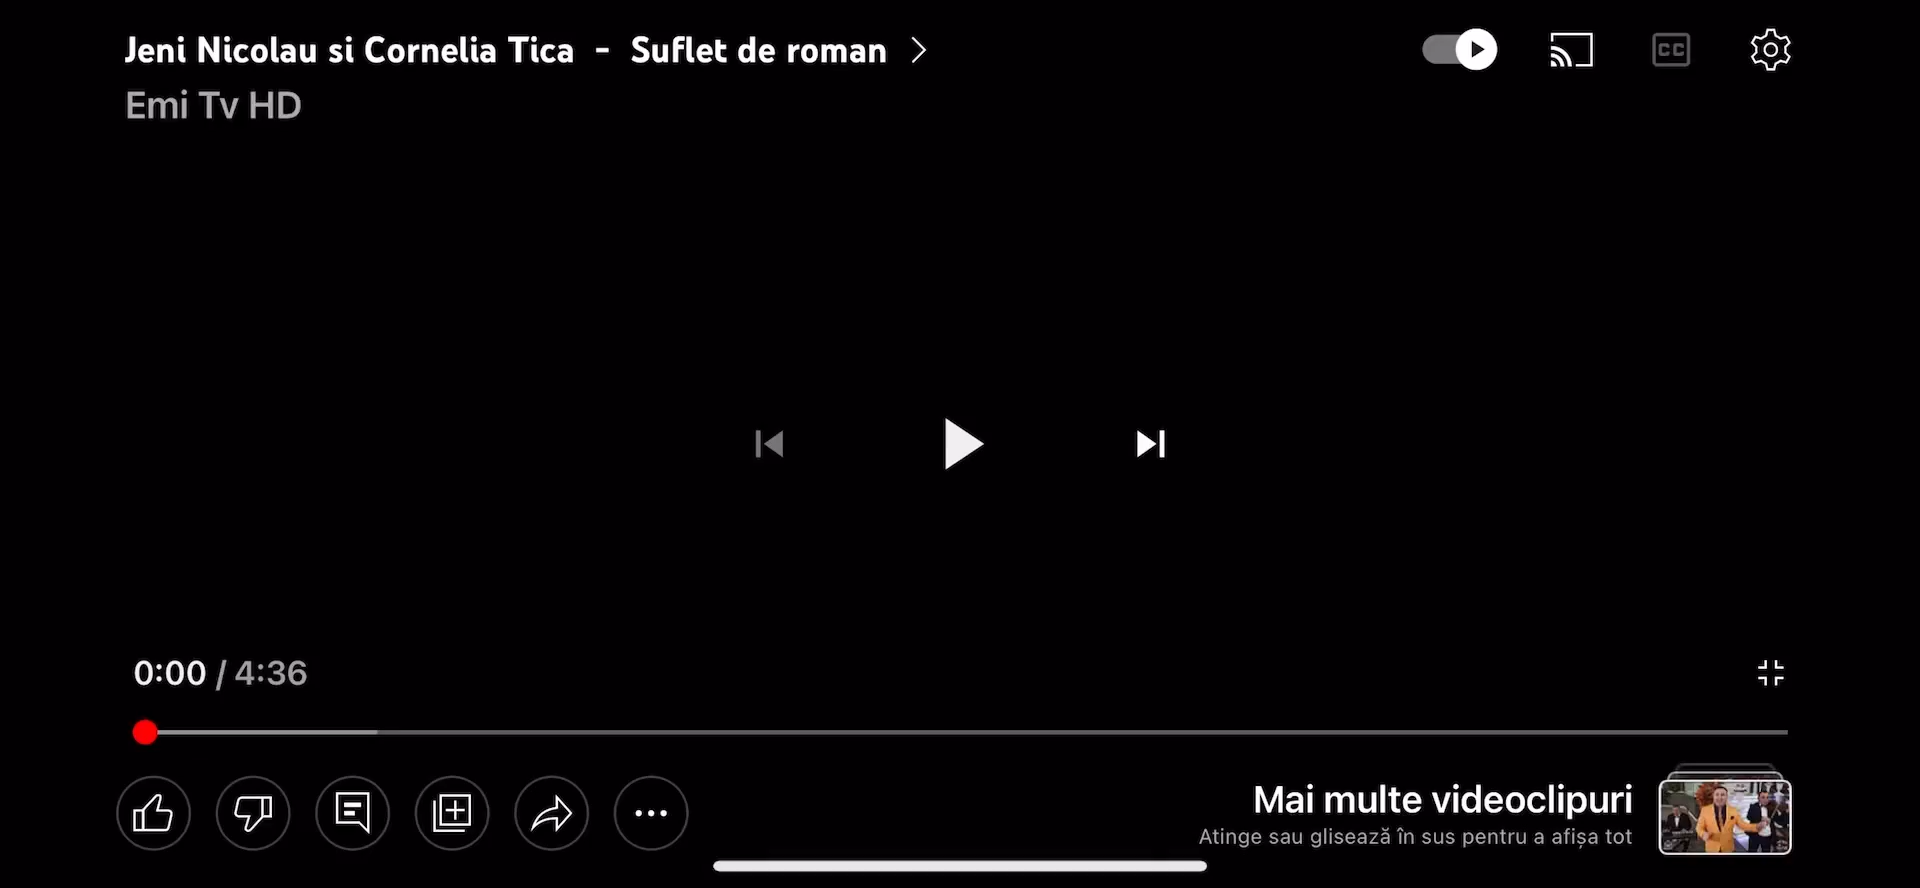 Jeni Nicolau si Cornelia Tica - Suflet de roman
Emi Tv HD
CC
0:00 / 4:36
Mai multe videoclipuri
Atinge sau glisează în sus pentru a afișa tot